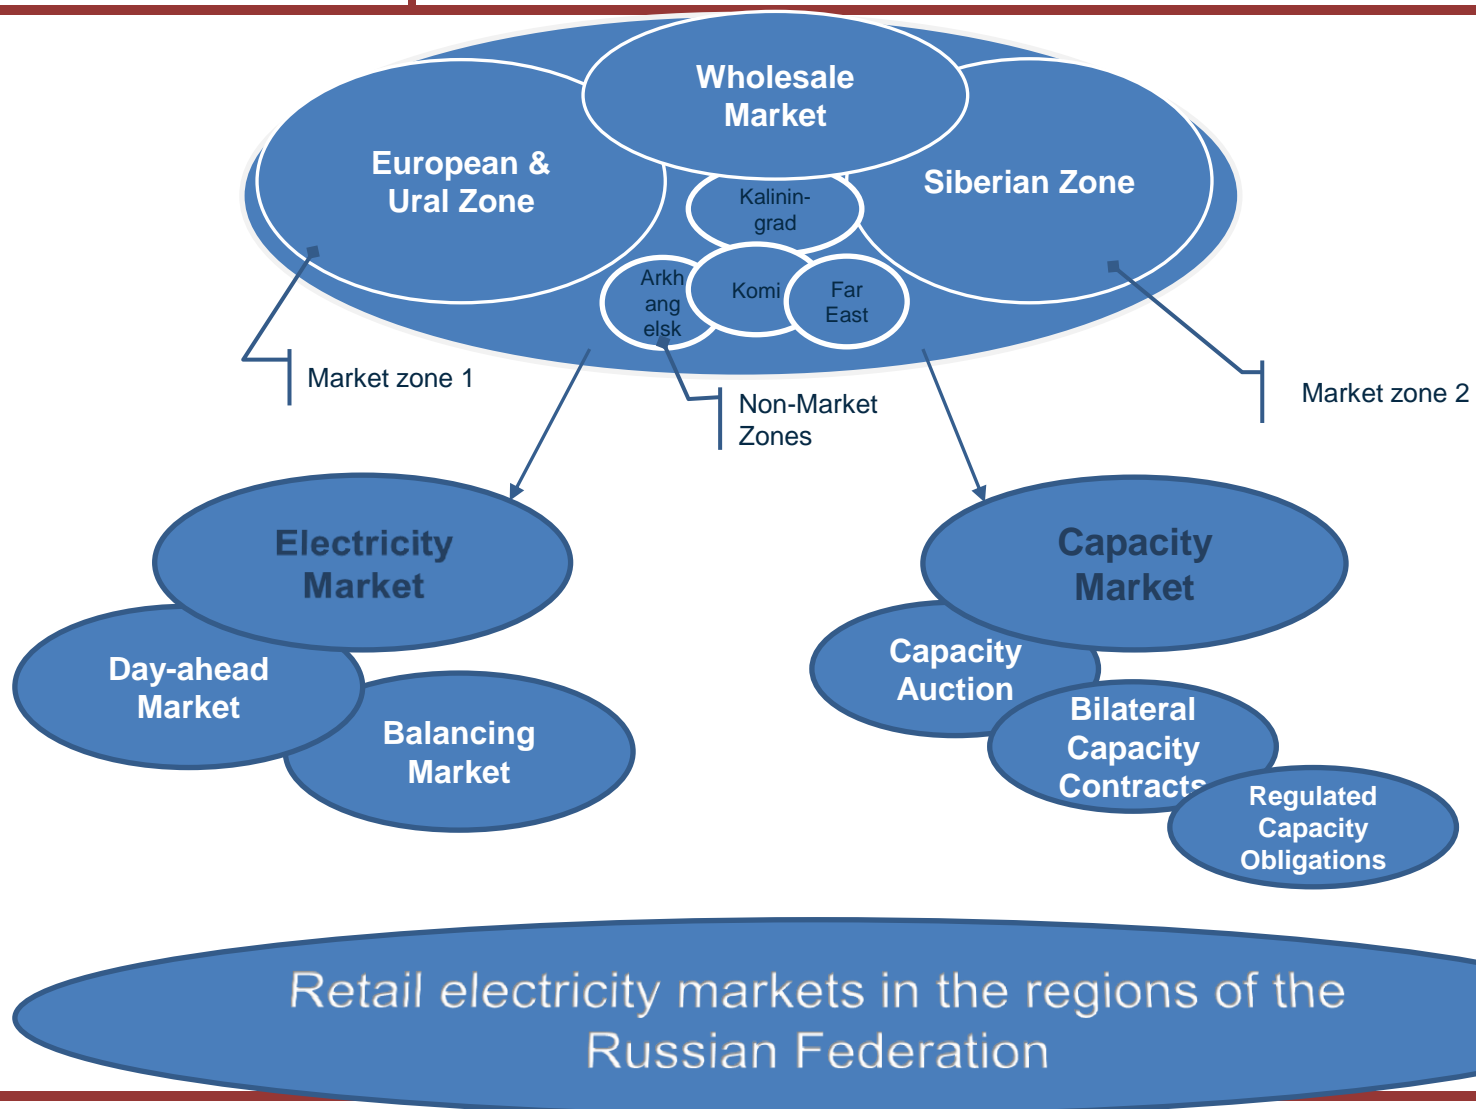 Wholesale
Market
European &
Ural Zone
Siberian Zone
Kalinin-
grad
Arkh
ang
elsk
Komi
Far
East
Market zone 1
Non-Market
Zones
Market zone 2
Electricity
Market
Capacity
Market
Day-ahead
Market
Balancing
Market
Capacity
Auction
Bilateral
Capacity
Contracts
Regulated
Capacity
Obligations
Retail electricity markets in the regions of the
Russian Federation